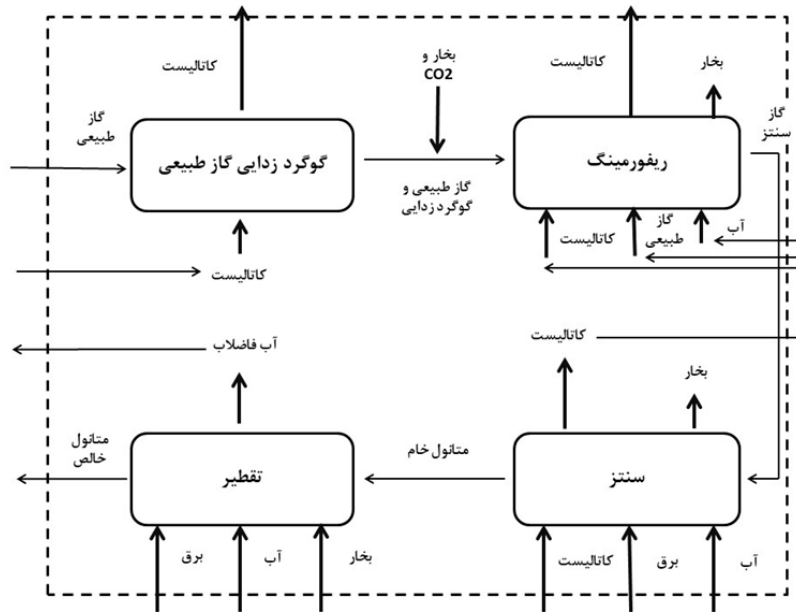 کاتالیست
بخار و
CO2
کاتالیست
بخار
گاز
سنتز
گاز
طبیعی
گوگرد زدایی گاز طبیعی
ریفورمینگ
گاز طبیعی و
گوگرد زدایی
کاتالیست
گاز
طبیعی
آب
کاتالیست
آب فاضلاب
کاتالیست
بخار
متانول
خالص
تقطیر
متانول خام
سنتز
برق
آب
بخار
کاتالیست
برق
آب